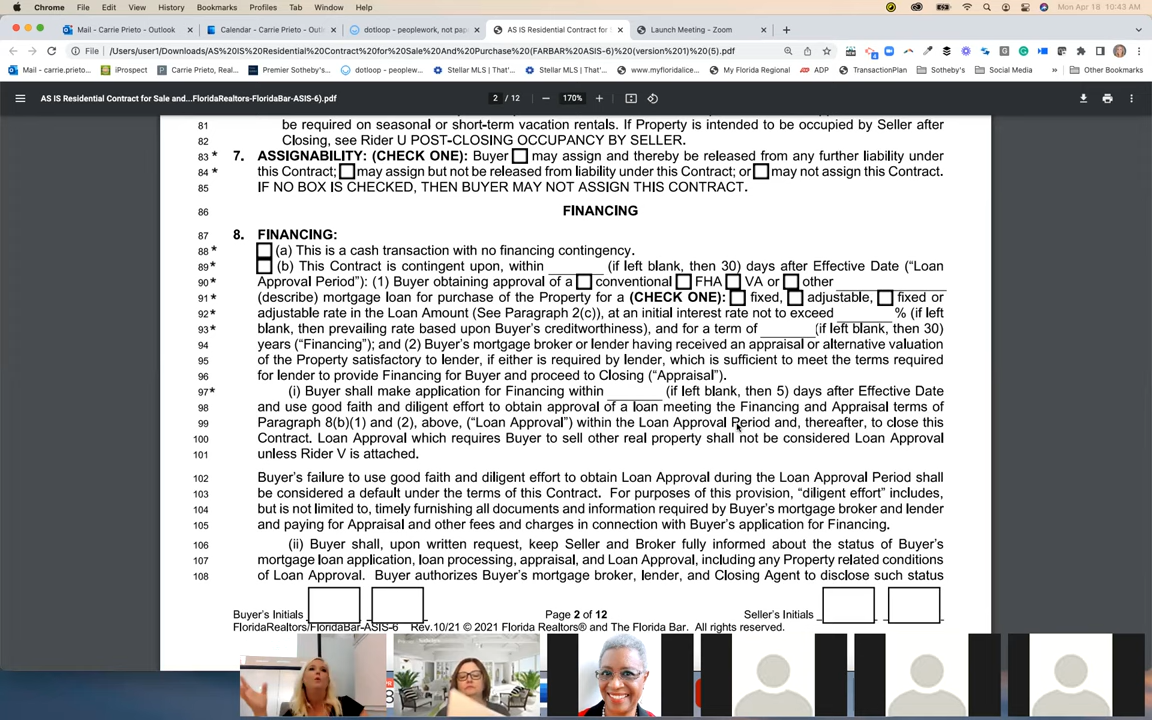 Chrome File Edit View History Bookmarks Profiles Tab Window Help Mon Apr 18 10:43 AM
Mail - Carrie Prieto - Outlook Calendar - Carrie Prieto - Outl dotloop - peoplework, not pap AS IS Residential Contract for S Launch Meeting - Zoom
File /Users/user1/Downloads/AS%20IS%20Residential%20Contract%20for%20Sale%20And%20Purchase%20(FARBAR%20ASIS-6)%20(version%201)%20(5).pdf
Mail - carrie.prieto... iProspect Carrie Prieto, Real... Premier Sotheby's... Stellar MLS | That'... Stellar MLS | That'... www.myfloridalice... My Florida Regional ADP TransactionPlan Sotheby's Social Media Other Bookmarks
AS IS Residential Contract for Sale and...FloridaRealtors-FloridaBar-ASIS-6).pdf 2 / 12 170%
81 be required on seasonal or short-term vacation rentals. If Property is intended to be occupied by Seller after
82 Closing, see Rider U POST-CLOSING OCCUPANCY BY SELLER.
83* 7. ASSIGNABILITY: (CHECK ONE): Buyer may assign and thereby be released from any further liability under
84* this Contract; may assign but not be released from liability under this Contract; or may not assign this Contract.
85 IF NO BOX IS CHECKED, THEN BUYER MAY NOT ASSIGN THIS CONTRACT.
86 FINANCING
87 8. FINANCING:
88* (a) This is a cash transaction with no financing contingency.
89* (b) This Contract is contingent upon, within ______ (if left blank, then 30) days after Effective Date ("Loan
90* Approval Period"): (1) Buyer obtaining approval of a conventional FHA VA or other ____________
91* (describe) mortgage loan for purchase of the Property for a (CHECK ONE): fixed, adjustable, fixed or
92* adjustable rate in the Loan Amount (See Paragraph 2(c)), at an initial interest rate not to exceed ______ % (if left
93* blank, then prevailing rate based upon Buyer's creditworthiness), and for a term of ______(if left blank, then 30)
94 years ("Financing"); and (2) Buyer's mortgage broker or lender having received an appraisal or alternative valuation
95 of the Property satisfactory to lender, if either is required by lender, which is sufficient to meet the terms required
96 for lender to provide Financing for Buyer and proceed to Closing ("Appraisal").
97* (i) Buyer shall make application for Financing within ______ (if left blank, then 5) days after Effective Date
98 and use good faith and diligent effort to obtain approval of a loan meeting the Financing and Appraisal terms of
99 Paragraph 8(b)(1) and (2), above, ("Loan Approval") within the Loan Approval Period and, thereafter, to close this
100 Contract. Loan Approval which requires Buyer to sell other real property shall not be considered Loan Approval
101 unless Rider V is attached.
102 Buyer's failure to use good faith and diligent effort to obtain Loan Approval during the Loan Approval Period shall
103 be considered a default under the terms of this Contract. For purposes of this provision, "diligent effort" includes,
104 but is not limited to, timely furnishing all documents and information required by Buyer's mortgage broker and lender
105 and paying for Appraisal and other fees and charges in connection with Buyer's application for Financing.
106 (ii) Buyer shall, upon written request, keep Seller and Broker fully informed about the status of Buyer's
107 mortgage loan application, loan processing, appraisal, and Loan Approval, including any Property related conditions
108 of Loan Approval. Buyer authorizes Buyer's mortgage broker, lender, and Closing Agent to disclose such status
Buyer's Initials Page 2 of 12 Seller's Initials
FloridaRealtors/FloridaBar-ASIS-6 Rev.10/21 © 2021 Florida Realtors® and The Florida Bar. All rights reserved.